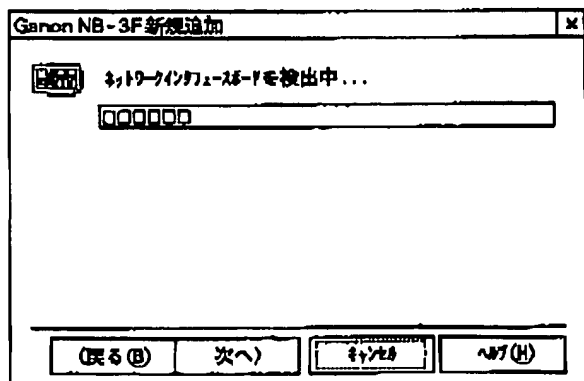 Ganon NB-3F新規追加
ネットワークインタフェースボードを検出中...
(戻る(B) 次へ) キャンセル ヘルプ(H)